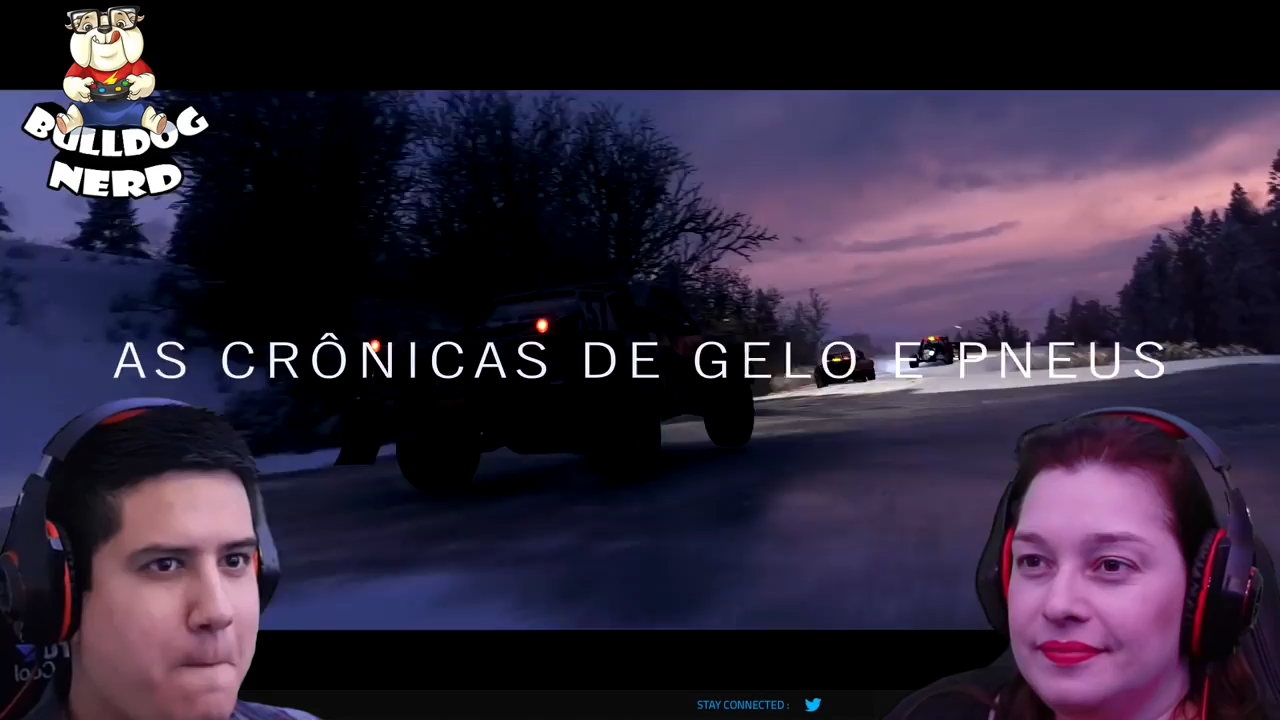 BULLDOG
NERD
AS CRÔNICAS DE GELO E PNEUS
STAY CONNECTED :